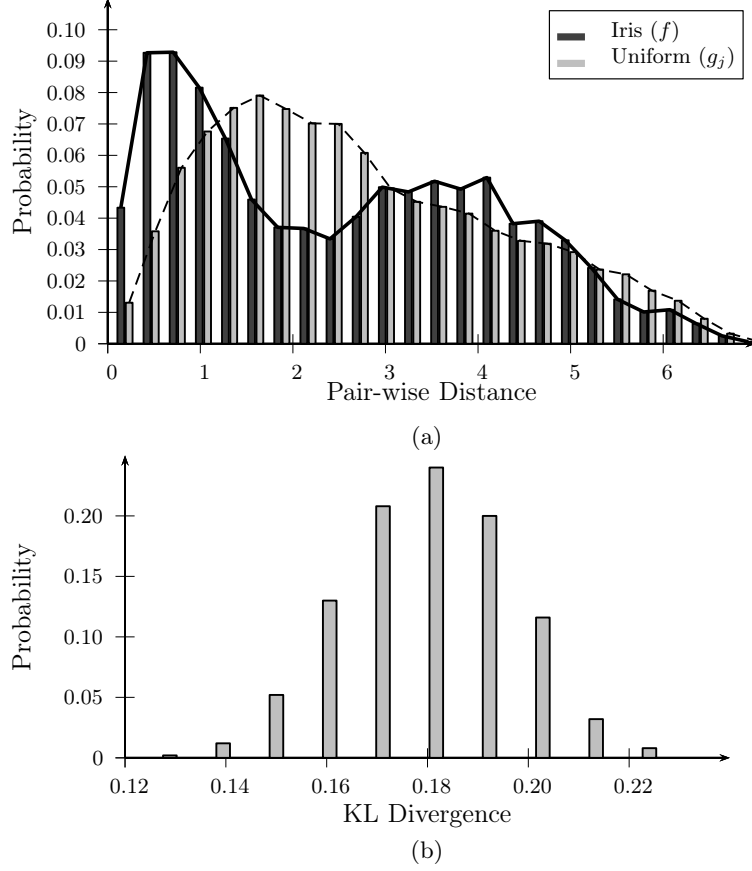 0.10
0.09
0.08
0.07
0.06
0.05
0.04
0.03
0.02
0.01
0
Probability
Iris (f)
Uniform (g_j)
0 1 2 3 4 5 6
Pair-wise Distance
(a)
0.20
0.15
0.10
0.05
0
Probability
0.12 0.14 0.16 0.18 0.20 0.22
KL Divergence
(b)